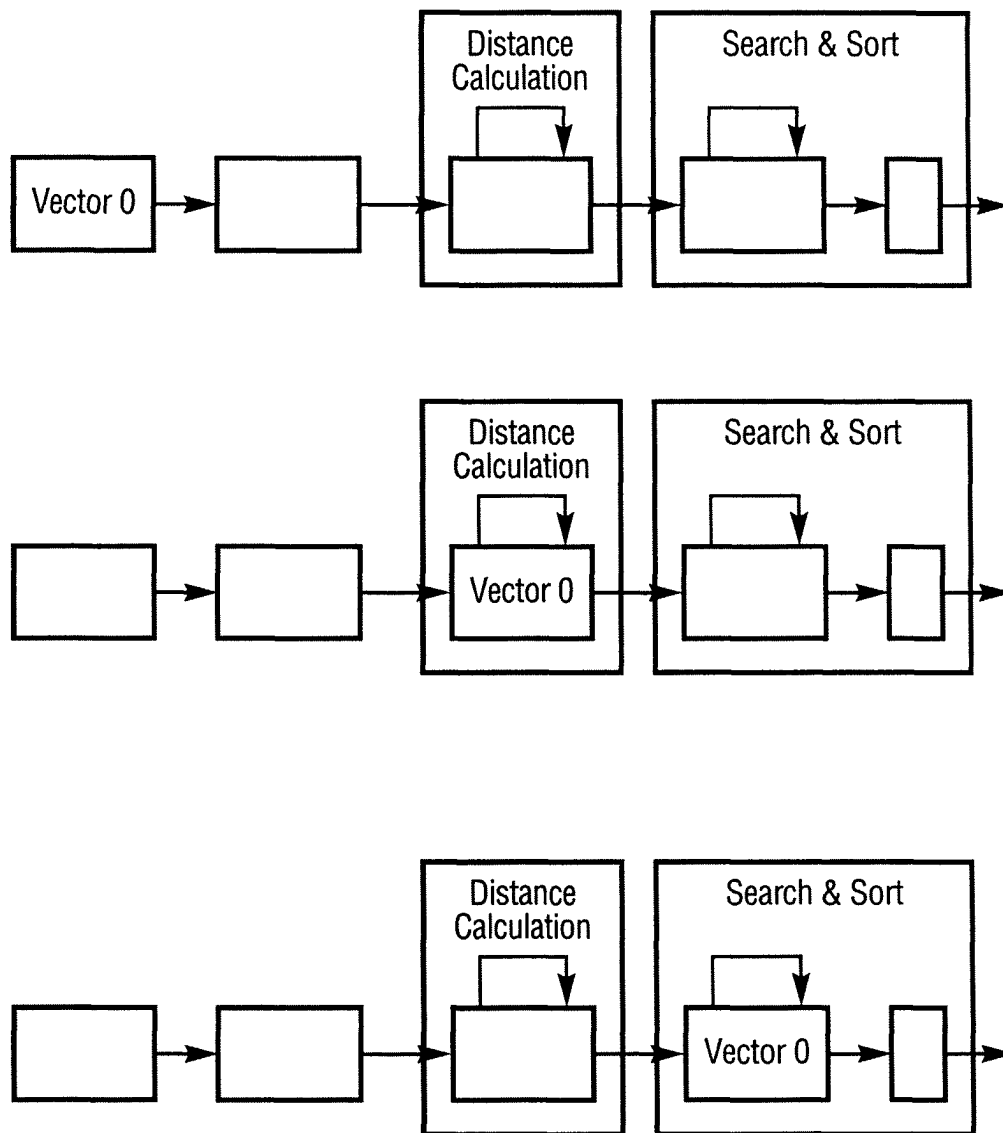 Distance
Calculation
Search & Sort
Vector 0
Distance
Calculation
Search & Sort
Vector 0
Distance
Calculation
Search & Sort
Vector 0